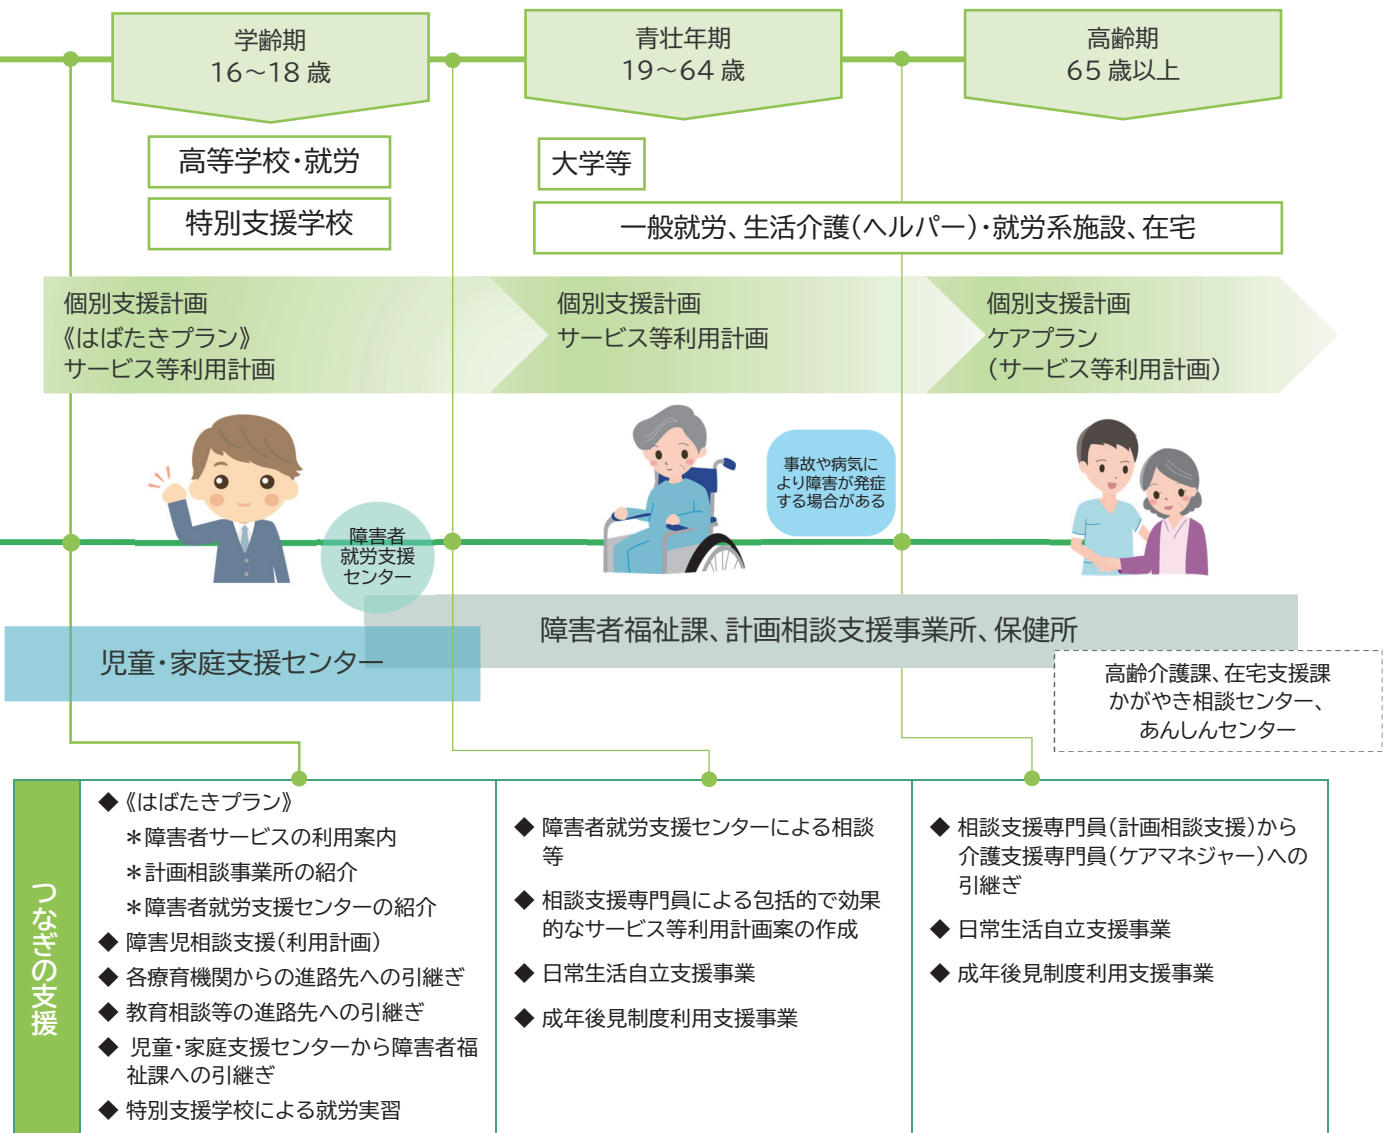 学齢期
16～18 歳
青壮年期
19～64 歳
高齢期
65 歳以上
高等学校・就労
特別支援学校
大学等
一般就労、生活介護（ヘルパー）・就労系施設、在宅
個別支援計画
《はばたきプラン》
サービス等利用計画
個別支援計画
サービス等利用計画
個別支援計画
ケアプラン
（サービス等利用計画）
事故や病気に
より障害が発症
する場合がある
障害者
就労支援
センター
障害者福祉課、計画相談支援事業所、保健所
児童・家庭支援センター
高齢介護課、在宅支援課
かがやき相談センター、
あんしんセンター
つなぎの支援
◆ 《はばたきプラン》
＊障害者サービスの利用案内
＊計画相談事業所の紹介
＊障害者就労支援センターの紹介
◆ 障害児相談支援（利用計画）
◆ 各療育機関からの進路先への引継ぎ
◆ 教育相談等の進路先への引継ぎ
◆ 児童・家庭支援センターから障害者福
祉課への引継ぎ
◆ 特別支援学校による就労実習
◆ 障害者就労支援センターによる相談
等
◆ 相談支援専門員による包括的で効果
的なサービス等利用計画案の作成
◆ 日常生活自立支援事業
◆ 成年後見制度利用支援事業
◆ 相談支援専門員（計画相談支援）から
介護支援専門員（ケアマネジャー）への
引継ぎ
◆ 日常生活自立支援事業
◆ 成年後見制度利用支援事業